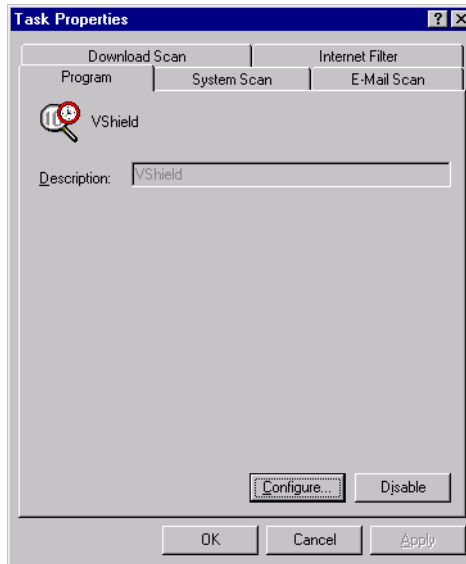 Task Properties
Download Scan Internet Filter
Program System Scan E-Mail Scan
VShield
Description: VShield
Configure... Disable
OK Cancel Apply